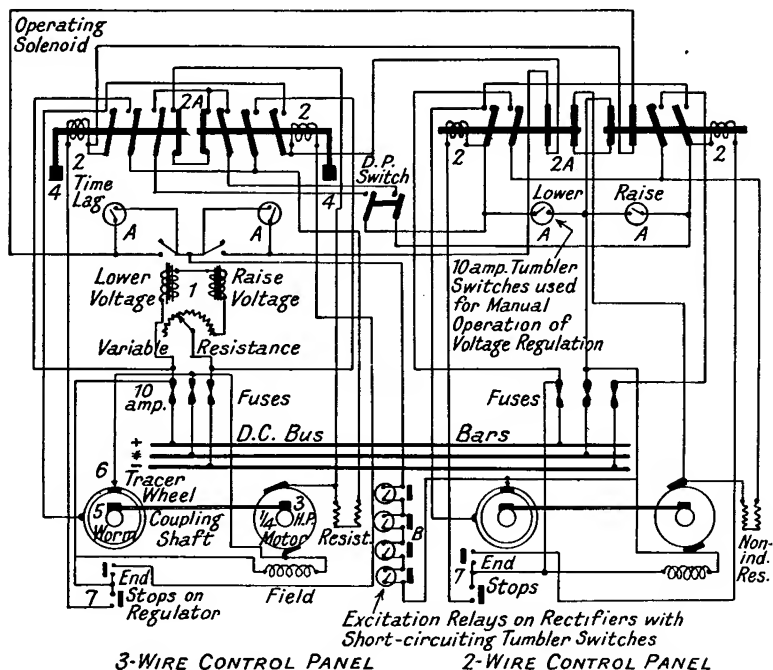 Operating
Solenoid
2A
2
2
4
Time
Lag
4
D.P.
Switch
A
A
Lower
Voltage
1
Raise
Voltage
Variable Resistance
10
amp.
Fuses
2
2A
2
Lower
Raise
A
A
10 amp. Tumbler
Switches used
for Manual
Operation of
Voltage Regulation
Fuses
+
*
-
D.C. Bus Bars
6
Tracer
Wheel
5
Worm
Coupling
Shaft
3
¼ H.P.
Motor
Resist.
2
2
2
2
B
Non-
ind.
Res.
7
End
Stops on
Regulator
Field
7
End
Stops
Excitation Relays on Rectifiers with
Short-circuiting Tumbler Switches
3-WIRE CONTROL PANEL
2-WIRE CONTROL PANEL